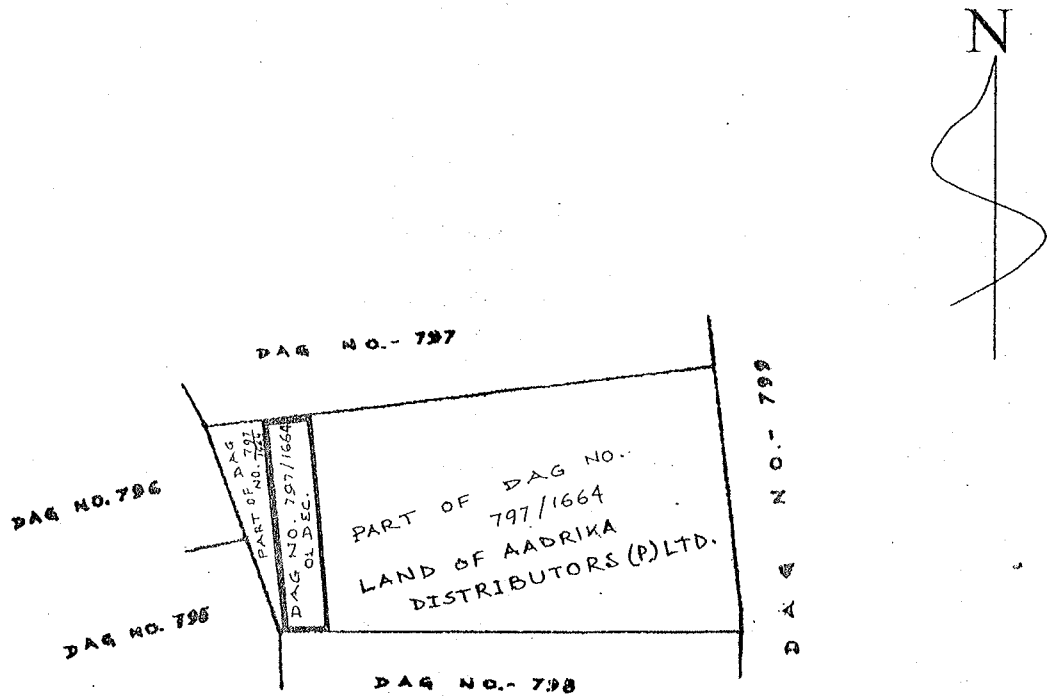 N
DAG NO.- 797
DAG NO.- 799
DAG NO. 796
PART OF DAG
NO. 797/1664
DAG NO. 797/1664
PART OF DAG NO.
797/1664
LAND OF AADRIKA
DISTRIBUTORS (P) LTD.
DAG NO. 795
DAG NO.- 798